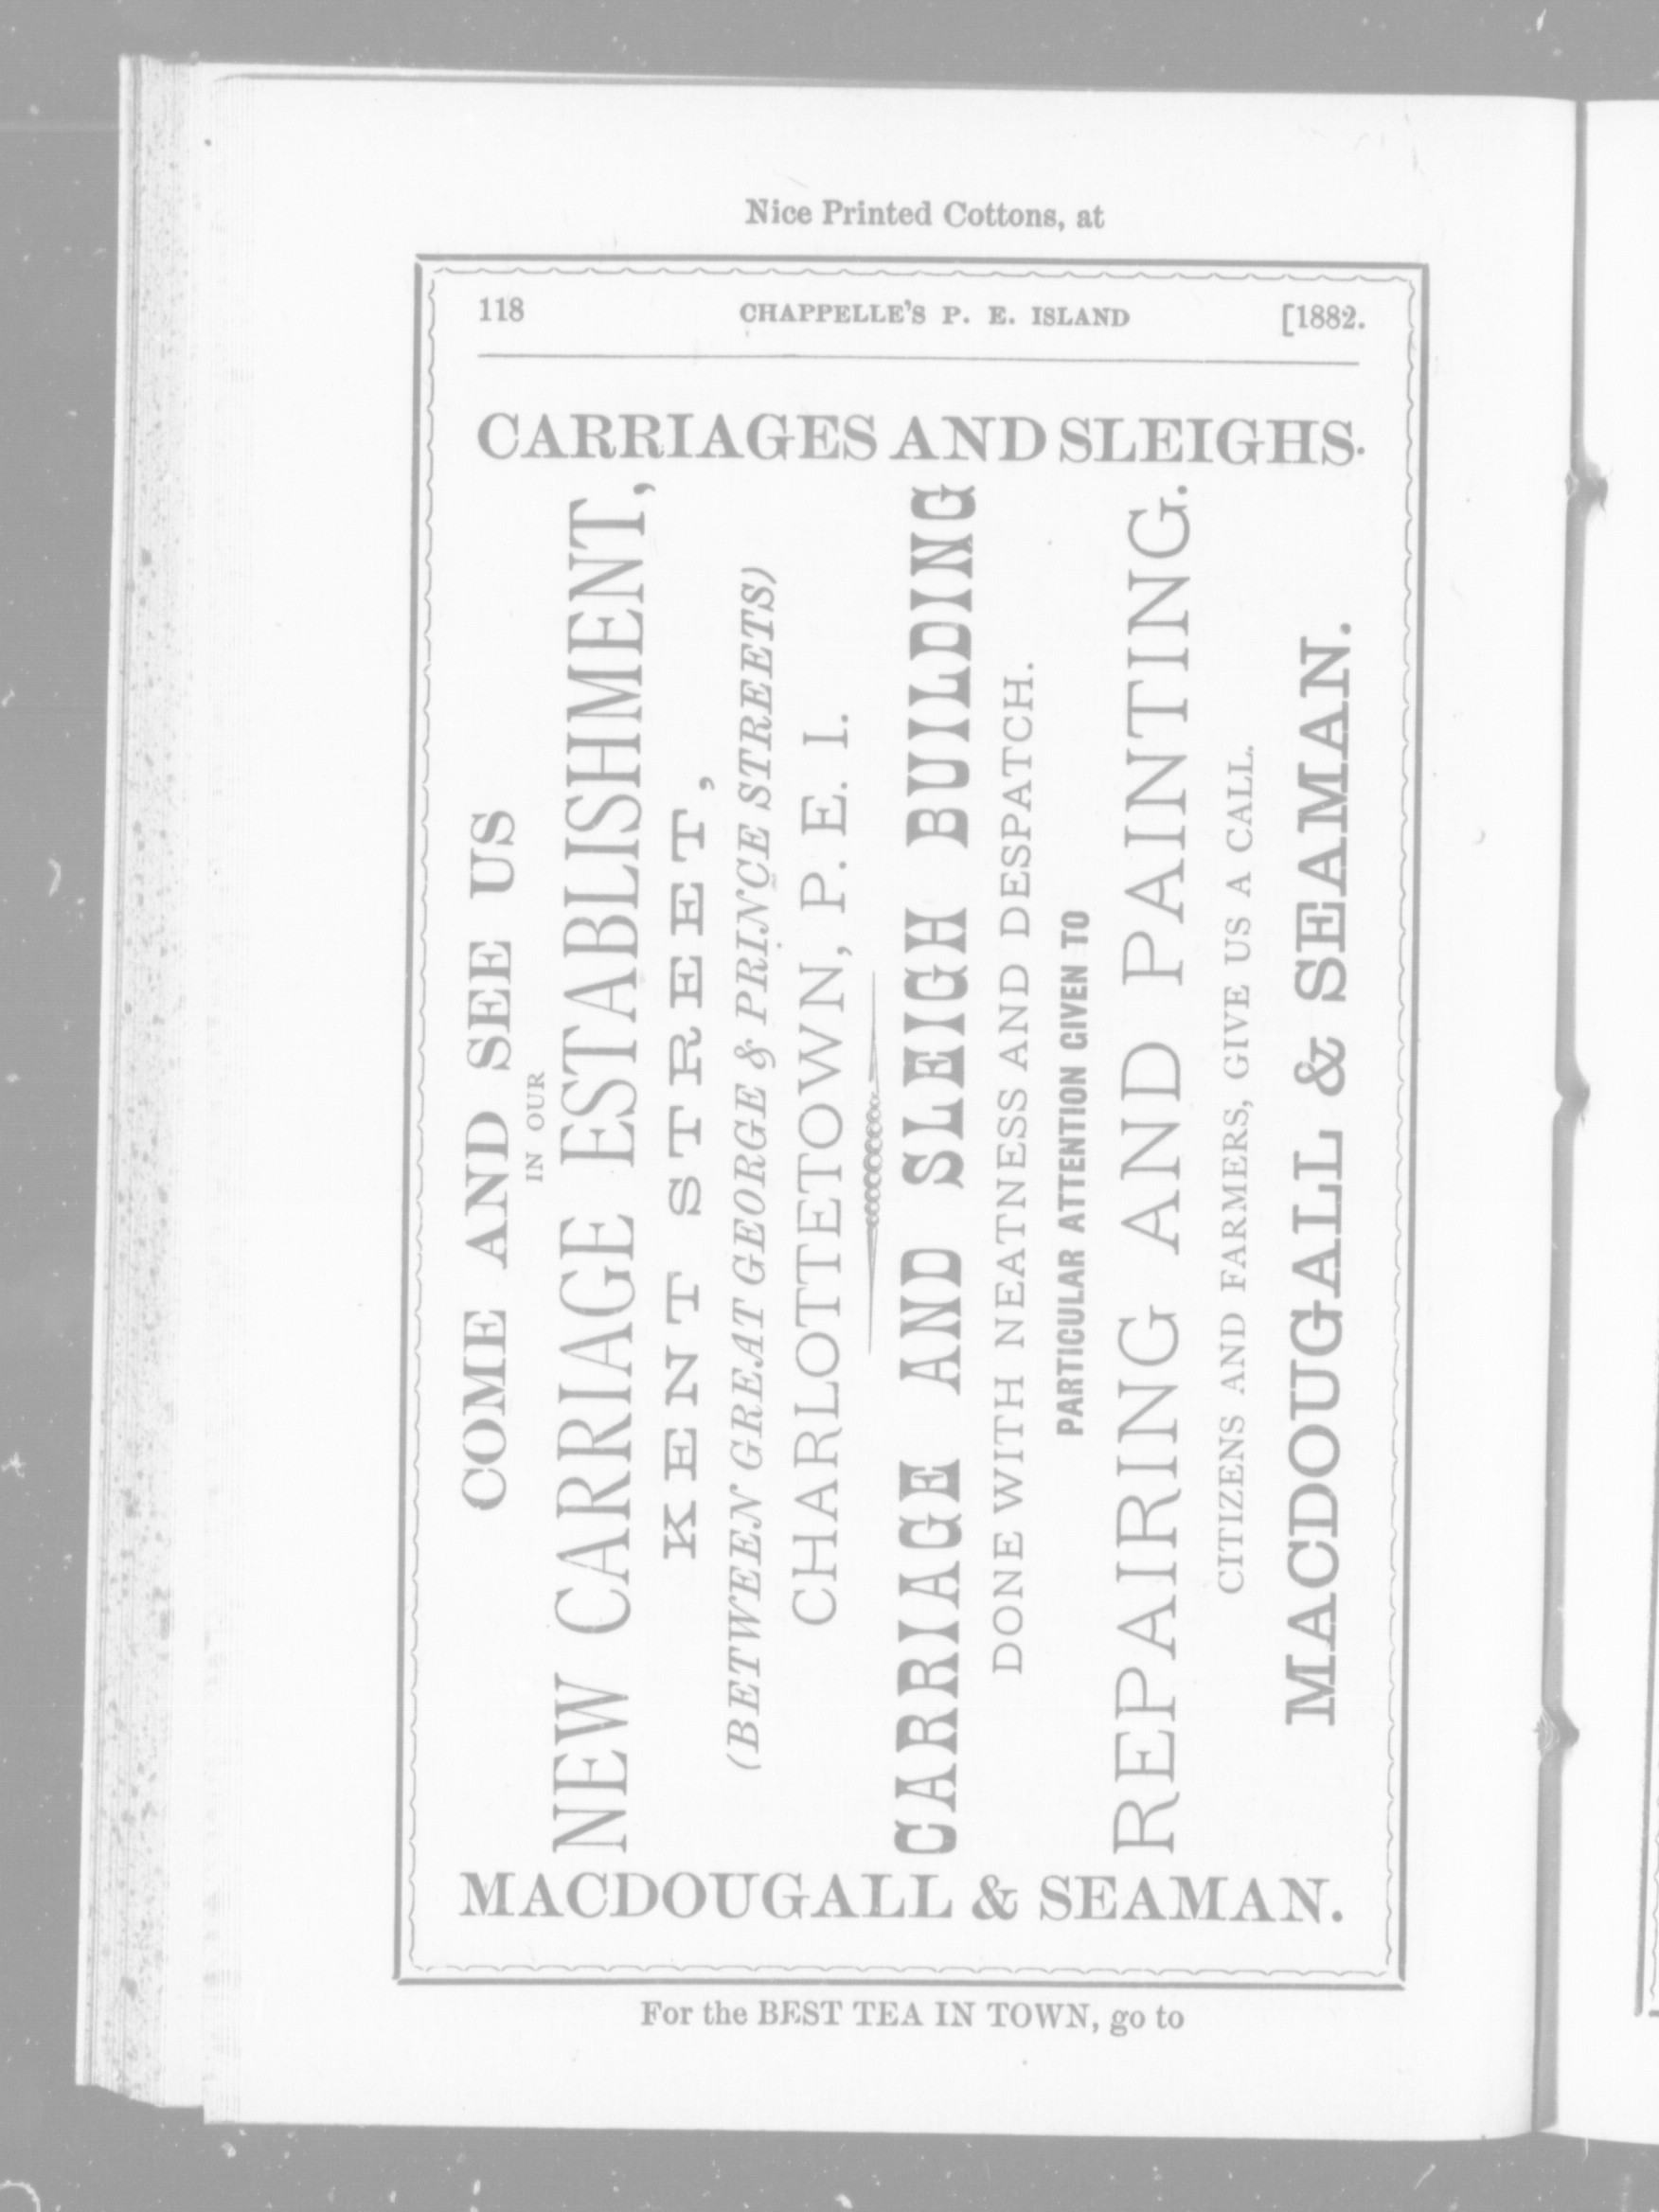 Nice Printed Cottons, at
118 CHAPPELLE'S P. E. ISLAND [1882.
CARRIAGES AND SLEIGHS.
COME AND SEE US
IN OUR
NEW CARRIAGE ESTABLISHMENT,
KENT STREET,
(BETWEEN GREAT GEORGE & PRINCE STREETS)
CHARLOTTETOWN, P. E. I.
CARRIAGE AND SLEIGH BUILDING
DONE WITH NEATNESS AND DESPATCH.
PARTICULAR ATTENTION GIVEN TO
REPAIRING AND PAINTING.
CITIZENS AND FARMERS, GIVE US A CALL.
MACDOUGALL & SEAMAN.
MACDOUGALL & SEAMAN.
For the BEST TEA IN TOWN, go to